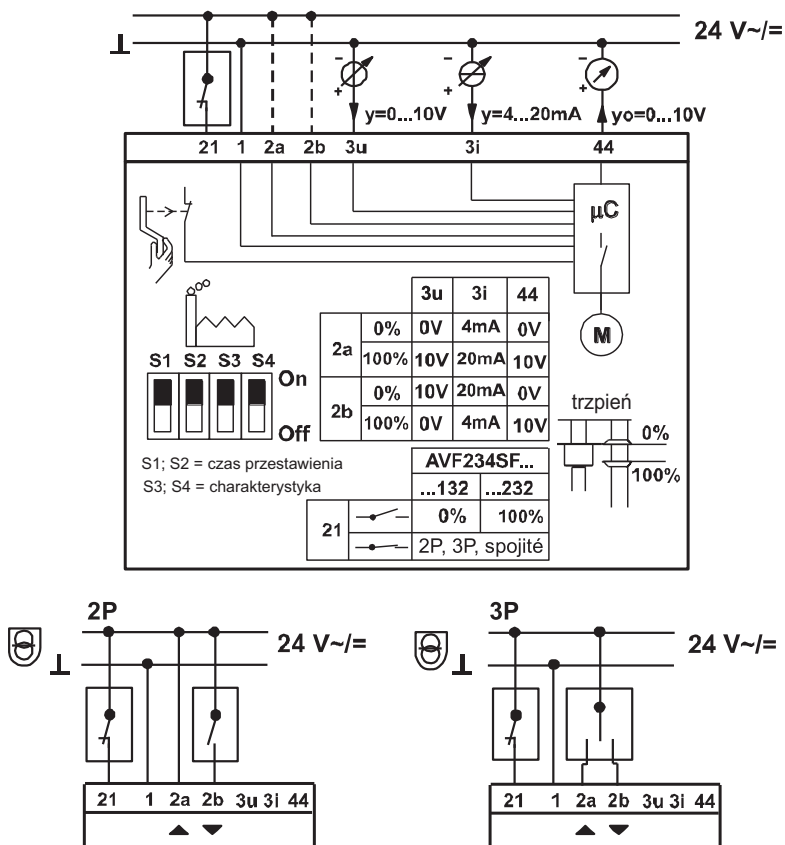 24 V~/=
y=0...10V y=4...20mA yo=0...10V
21 1 2a 2b 3u 3i 44
µC
M
3u 3i 44
2a 0% 0V 4mA 0V
100% 10V 20mA 10V
2b 0% 10V 20mA 0V
100% 0V 4mA 10V
S1 S2 S3 S4
On
Off
S1; S2 = czas przestawienia
S3; S4 = charakterystyka
trzpień
0%
100%
AVF234SF...
...132 ...232
21 0% 100%
2P, 3P, spojité
2P
24 V~/=
21 1 2a 2b 3u 3i 44
3P
24 V~/=
21 1 2a 2b 3u 3i 44